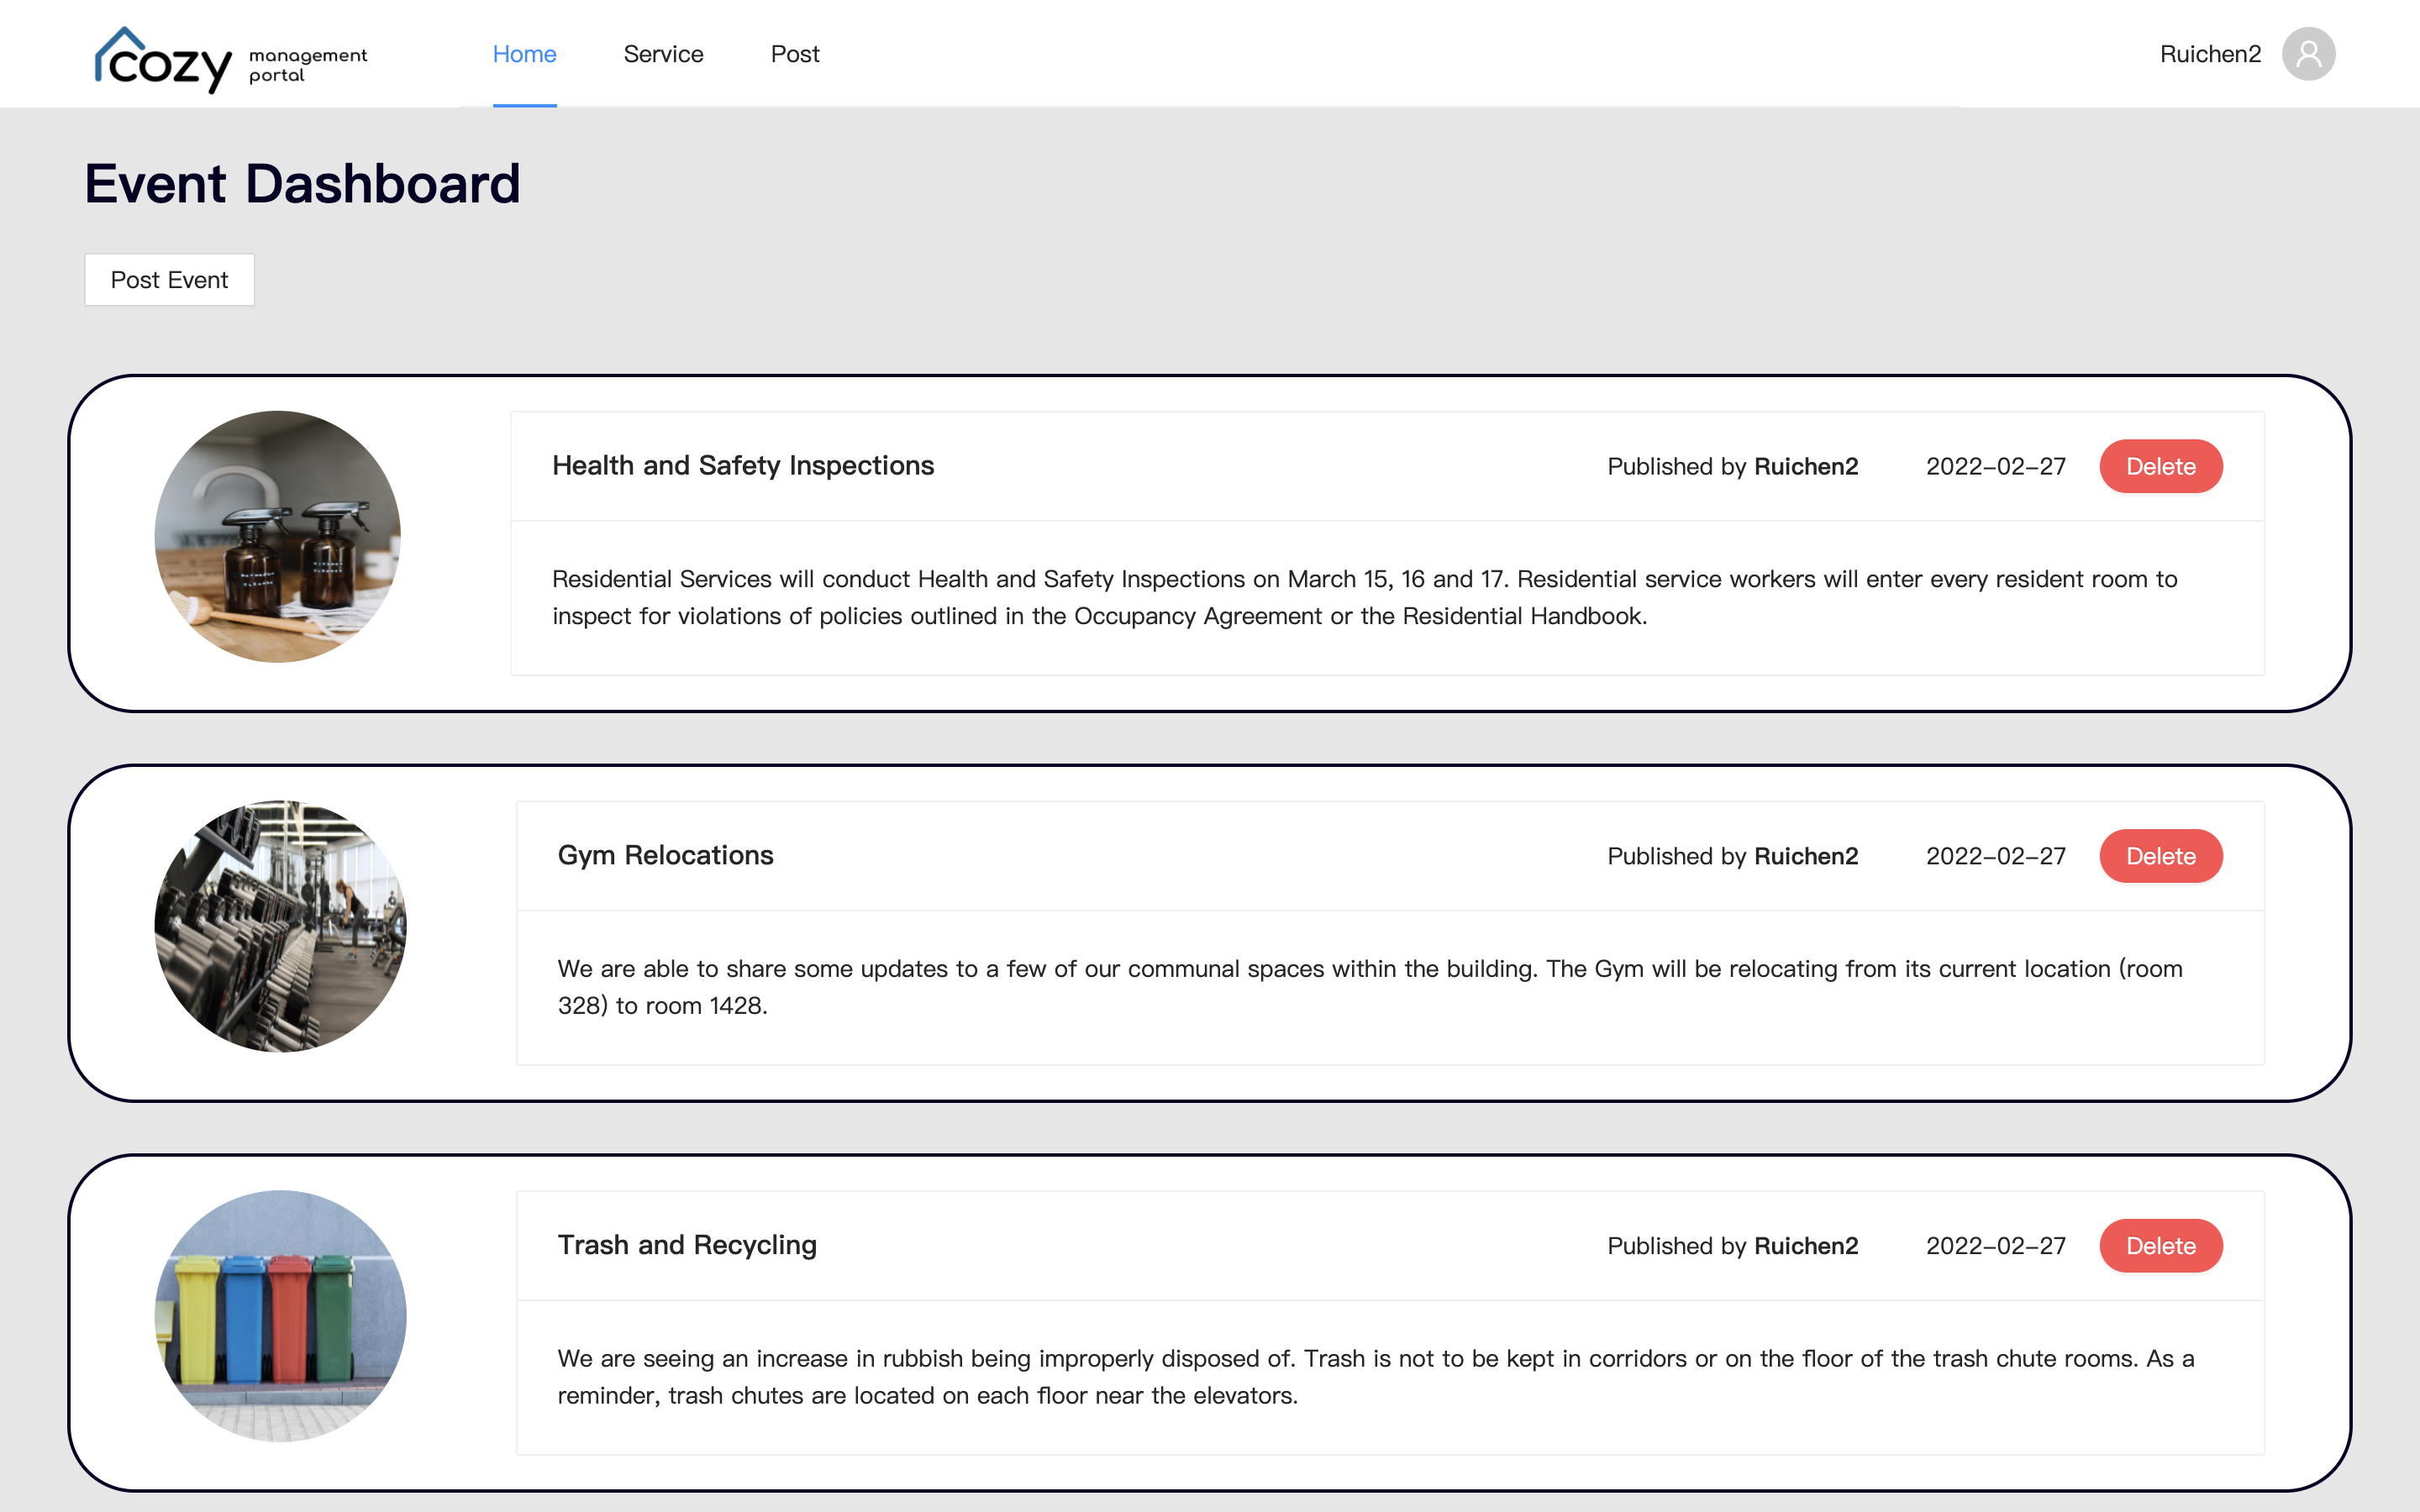 cozy management
portal
Home Service Post
Ruichen2
Event Dashboard
Post Event
Health and Safety Inspections
Published by Ruichen2 2022-02-27 Delete
Residential Services will conduct Health and Safety Inspections on March 15, 16 and 17. Residential service workers will enter every resident room to
inspect for violations of policies outlined in the Occupancy Agreement or the Residential Handbook.
Gym Relocations
Published by Ruichen2 2022-02-27 Delete
We are able to share some updates to a few of our communal spaces within the building. The Gym will be relocating from its current location (room
328) to room 1428.
Trash and Recycling
Published by Ruichen2 2022-02-27 Delete
We are seeing an increase in rubbish being improperly disposed of. Trash is not to be kept in corridors or on the floor of the trash chute rooms. As a
reminder, trash chutes are located on each floor near the elevators.